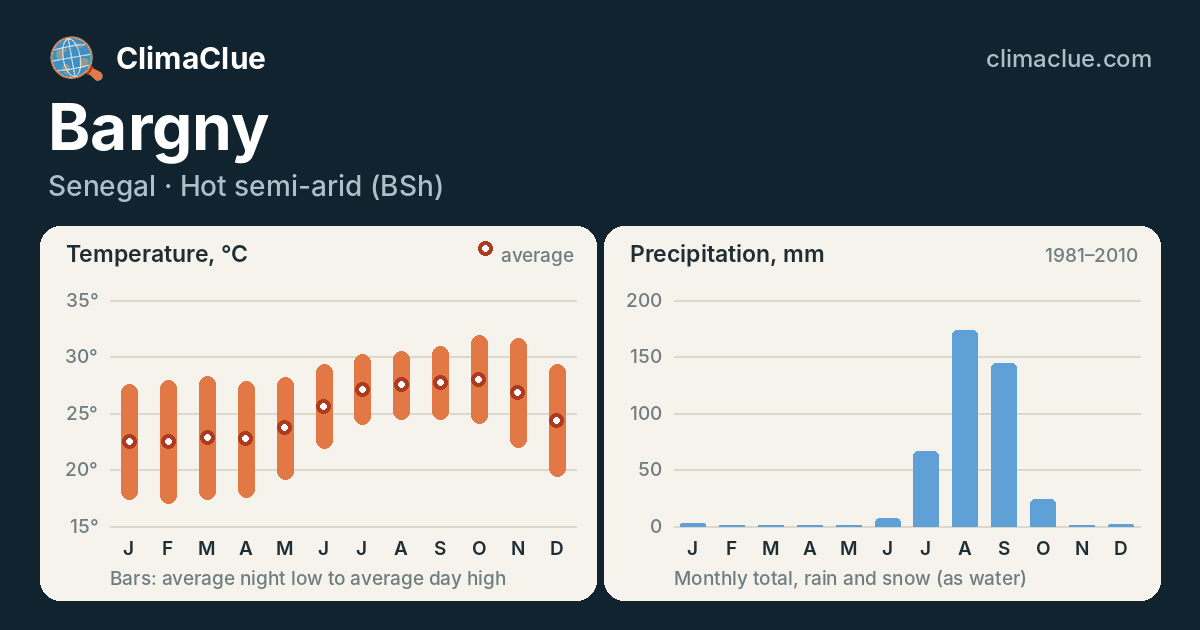 ClimaClue
climaclue.com
Bargny
Senegal · Hot semi-arid (BSh)
Temperature, °C
average
35°
30°
25°
20°
15°
J F M A M J J A S O N D
Bars: average night low to average day high
Precipitation, mm
1981–2010
200
150
100
50
0
J F M A M J J A S O N D
Monthly total, rain and snow (as water)